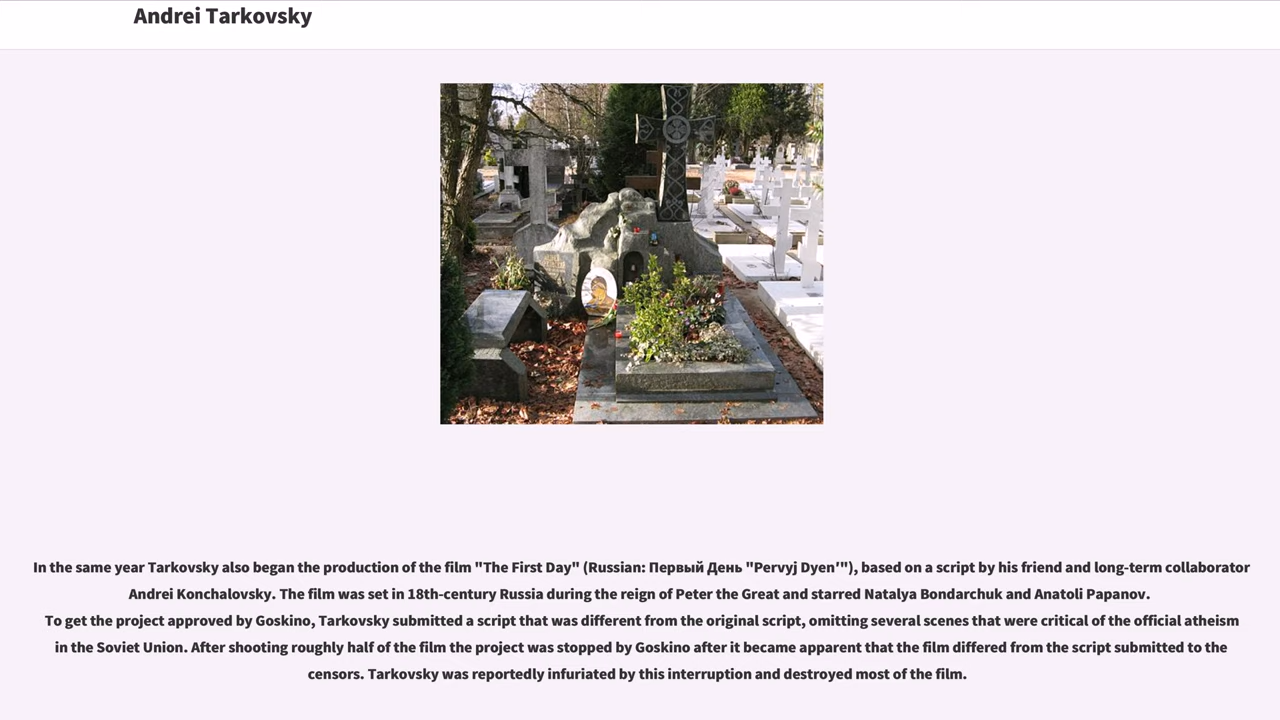 Andrei Tarkovsky
In the same year Tarkovsky also began the production of the film "The First Day" (Russian: Первый День "Pervyj Dyen′"), based on a script by his friend and long-term collaborator
Andrei Konchalovsky. The film was set in 18th-century Russia during the reign of Peter the Great and starred Natalya Bondarchuk and Anatoli Papanov.
To get the project approved by Goskino, Tarkovsky submitted a script that was different from the original script, omitting several scenes that were critical of the official atheism
in the Soviet Union. After shooting roughly half of the film the project was stopped by Goskino after it became apparent that the film differed from the script submitted to the
censors. Tarkovsky was reportedly infuriated by this interruption and destroyed most of the film.